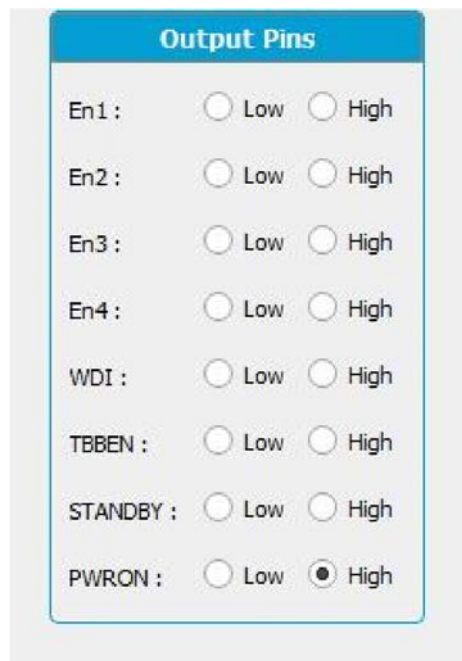 Output Pins
En1 : Low High
En2 : Low High
En3 : Low High
En4 : Low High
WDI : Low High
TBBEN : Low High
STANDBY : Low High
PWRON : Low High